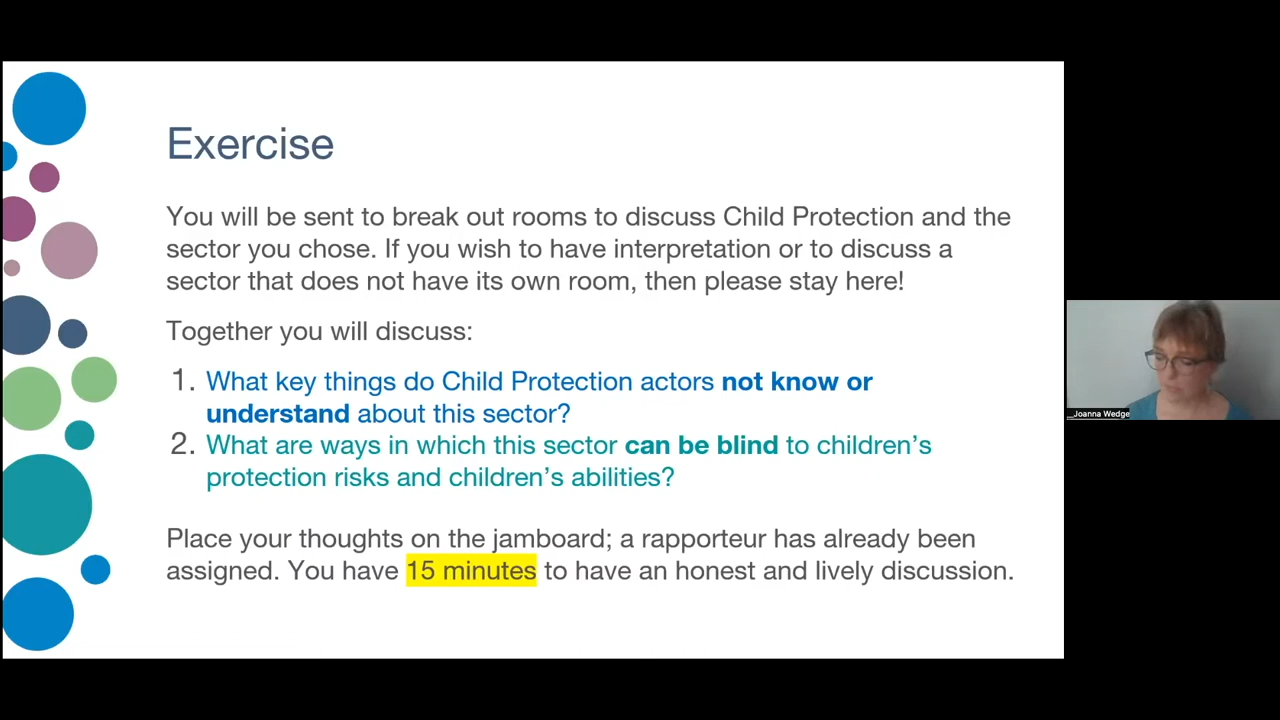 Exercise
You will be sent to break out rooms to discuss Child Protection and the
sector you chose. If you wish to have interpretation or to discuss a
sector that does not have its own room, then please stay here!
Together you will discuss:
1. What key things do Child Protection actors not know or
understand about this sector?
2. What are ways in which this sector can be blind to children’s
protection risks and children’s abilities?
Place your thoughts on the jamboard; a rapporteur has already been
assigned. You have 15 minutes to have an honest and lively discussion.
__Joanna Wedge